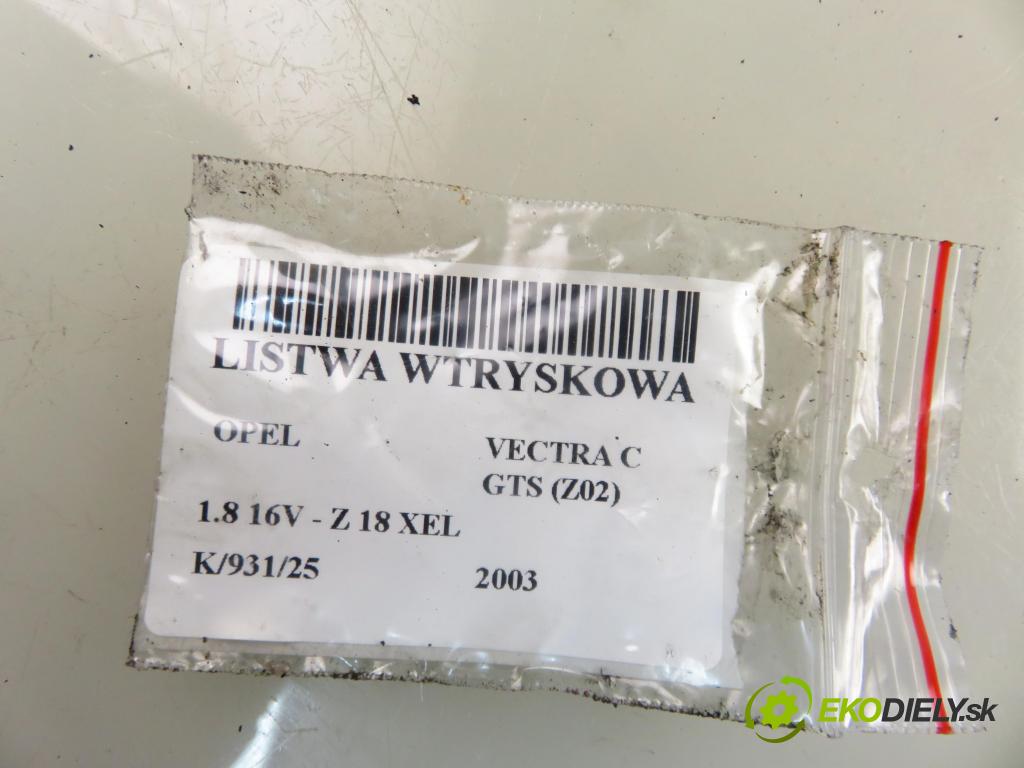 LISTWA WTRYSKOWA
OPEL
VECTRA C
GTS (Z02)
1.8 16V - Z 18 XEL
K/931/25
2003
EKODIELY.sk